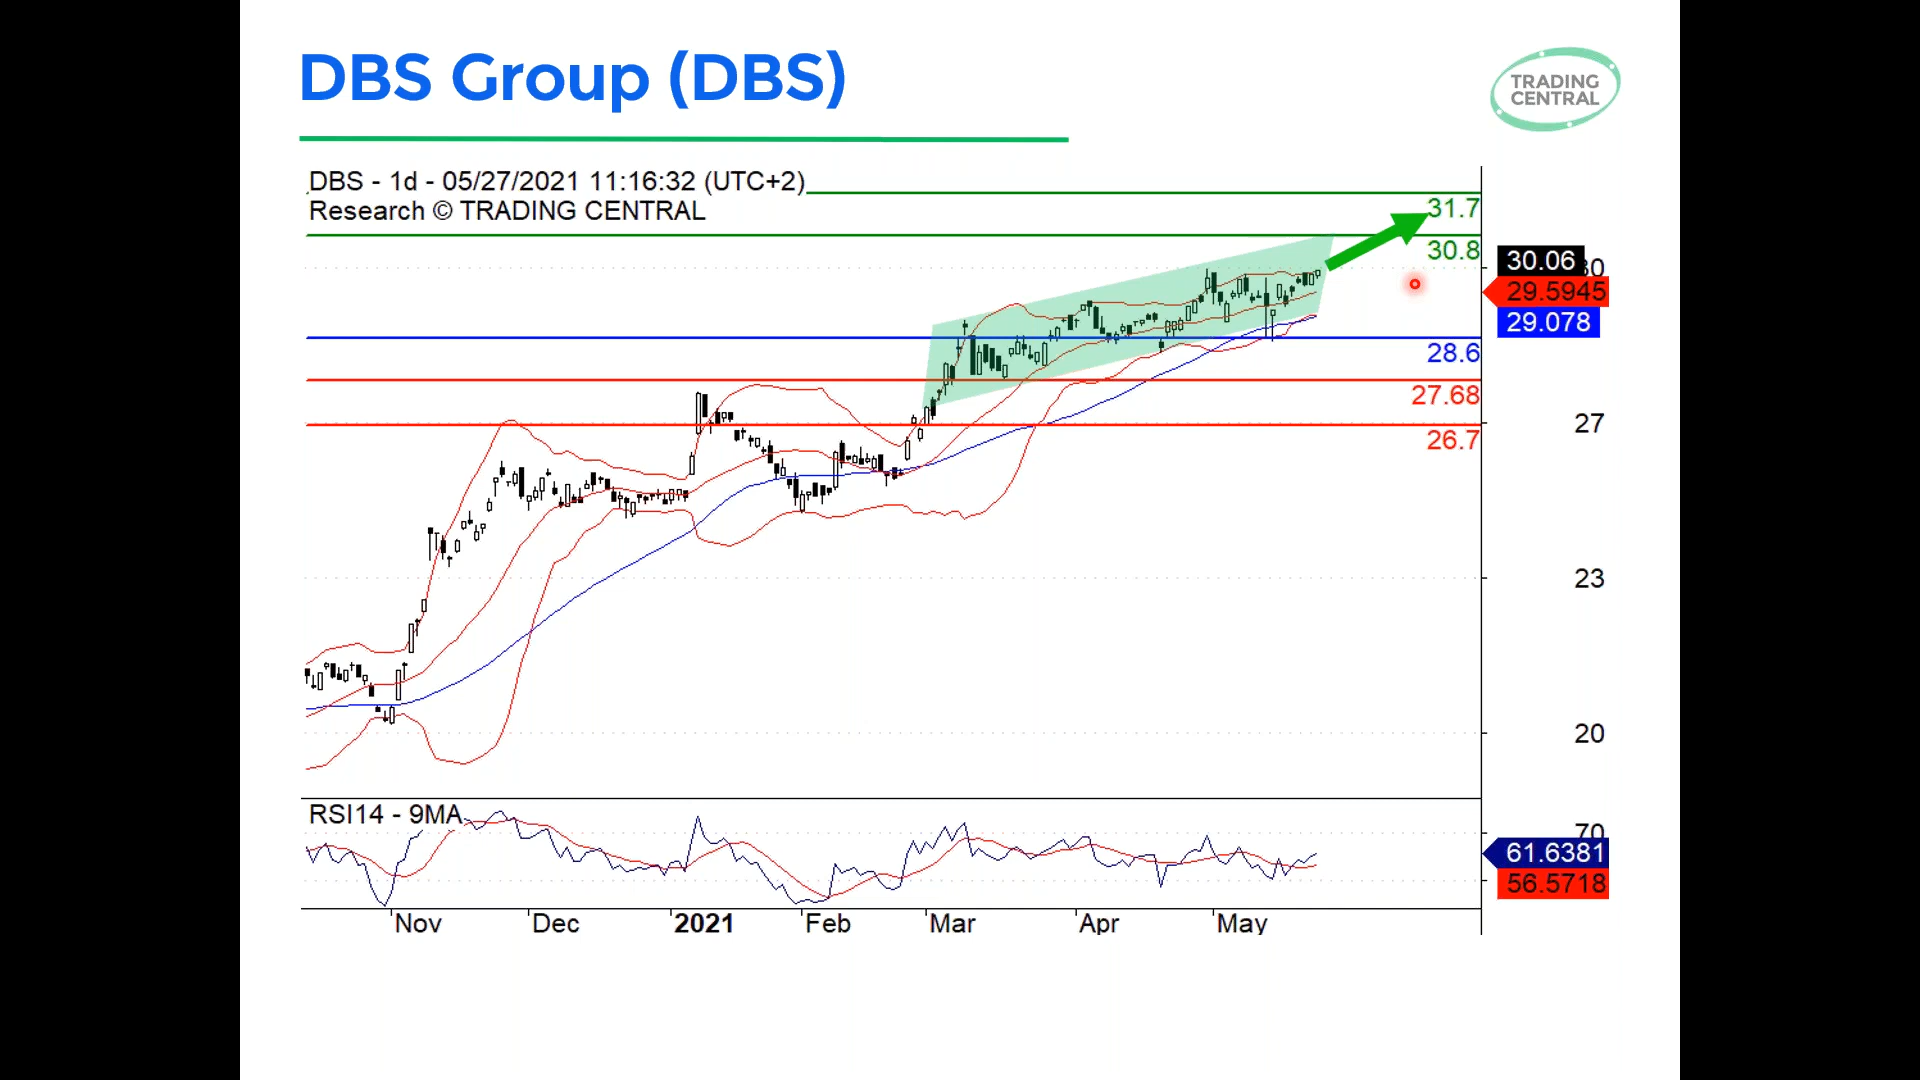 DBS Group (DBS)
TRADING
CENTRAL
DBS - 1d - 05/27/2021 11:16:32 (UTC+2)
Research © TRADING CENTRAL
31.7
30.8
30.06
29.5945
29.078
28.6
27.68
27
26.7
23
20
RSI14 - 9MA
70
61.6381
56.5718
Nov Dec 2021 Feb Mar Apr May